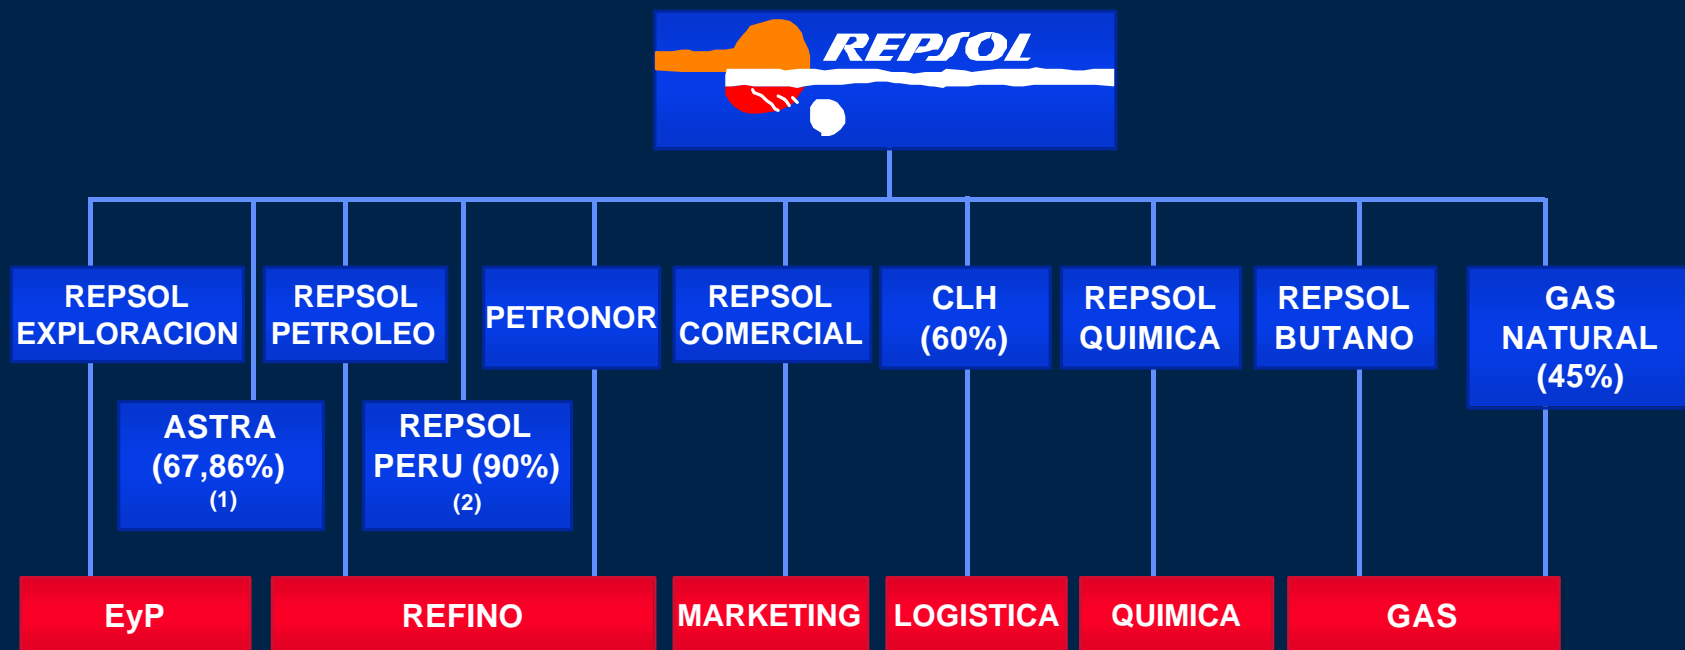 REPSOL
REPSOL
EXPLORACION
REPSOL
PETROLEO
PETRONOR
REPSOL
COMERCIAL
CLH
(60%)
REPSOL
QUIMICA
REPSOL
BUTANO
GAS
NATURAL
(45%)
ASTRA
(67,86%)
(1)
REPSOL
PERU (90%)
(2)
EyP
REFINO
MARKETING
LOGISTICA
QUIMICA
GAS